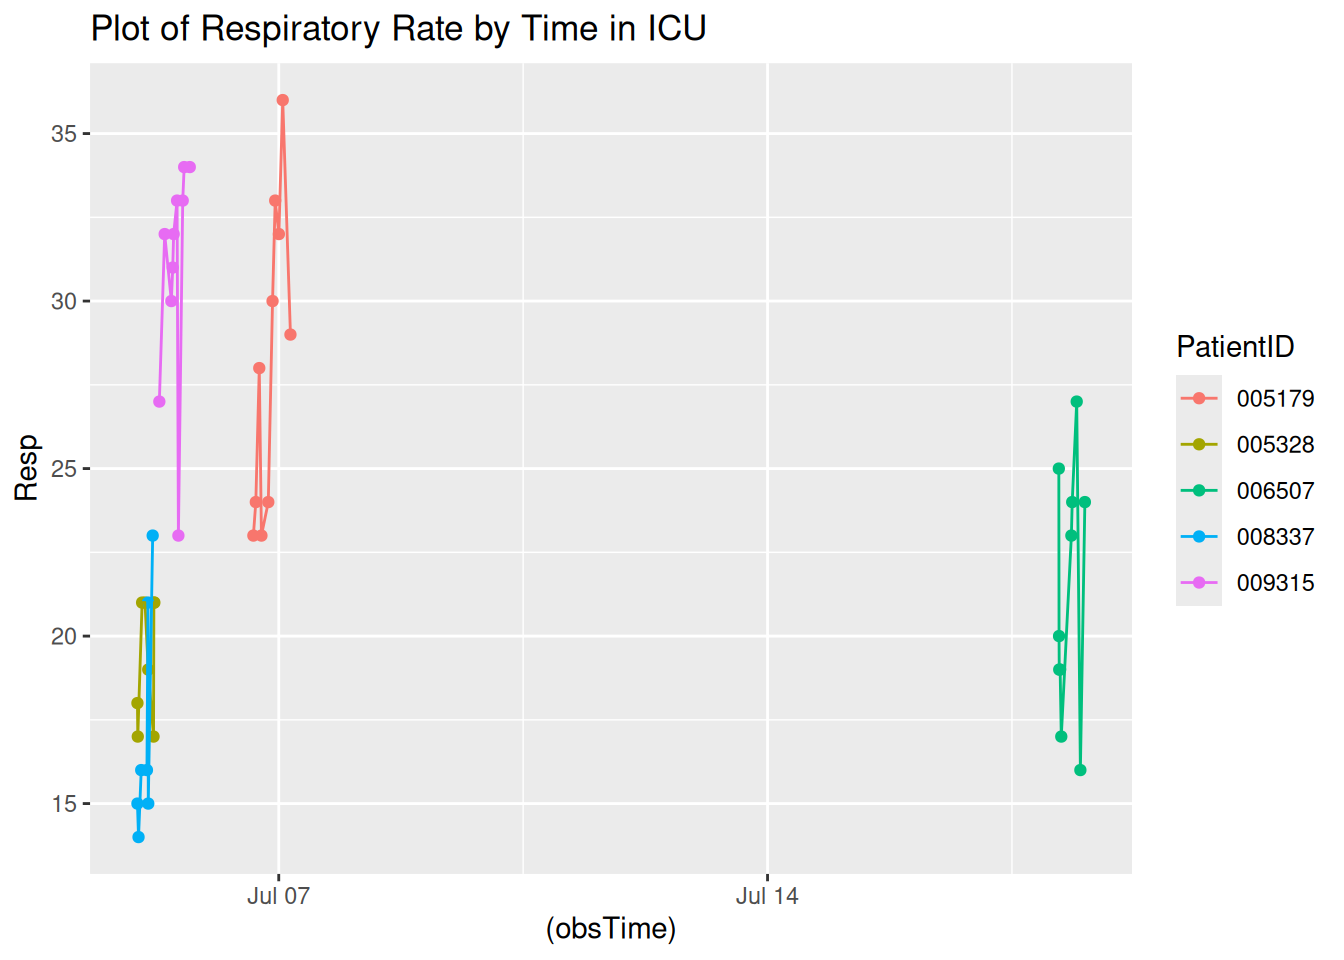 Plot of Respiratory Rate by Time in ICU
35
30
25
20
15
Resp
Jul 07
Jul 14
(obsTime)
PatientID
005179
005328
006507
008337
009315